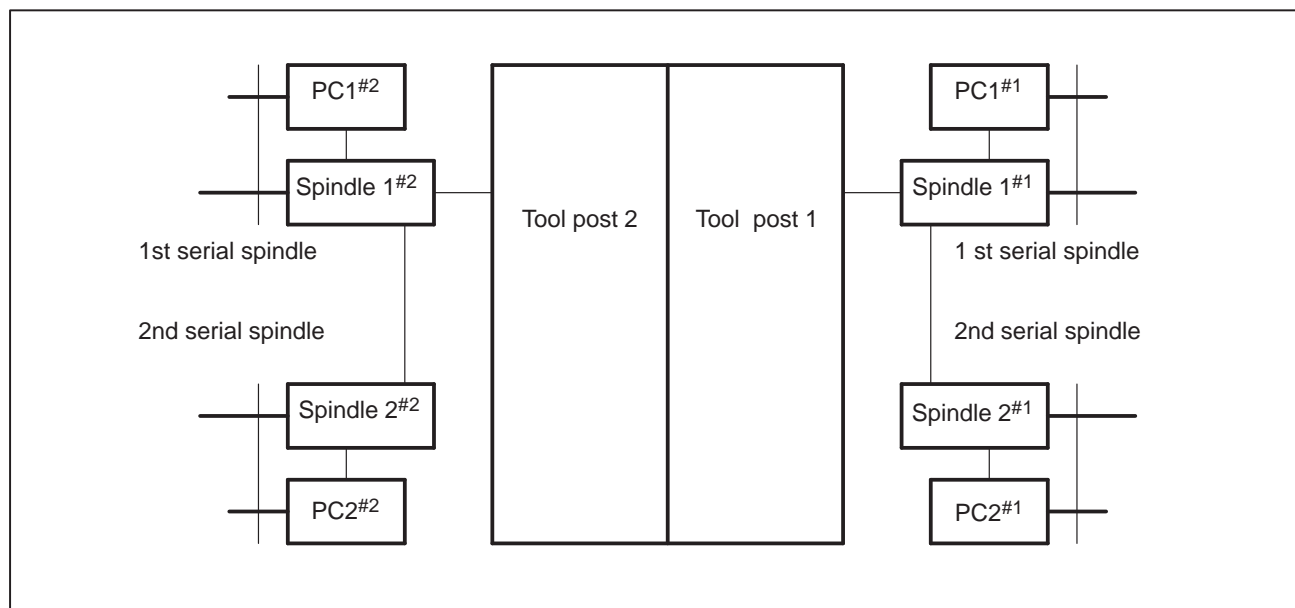 PC1#2
PC1#1
Spindle 1#2
Spindle 1#1
Tool post 2
Tool post 1
1st serial spindle
1 st serial spindle
2nd serial spindle
2nd serial spindle
Spindle 2#2
Spindle 2#1
PC2#2
PC2#1